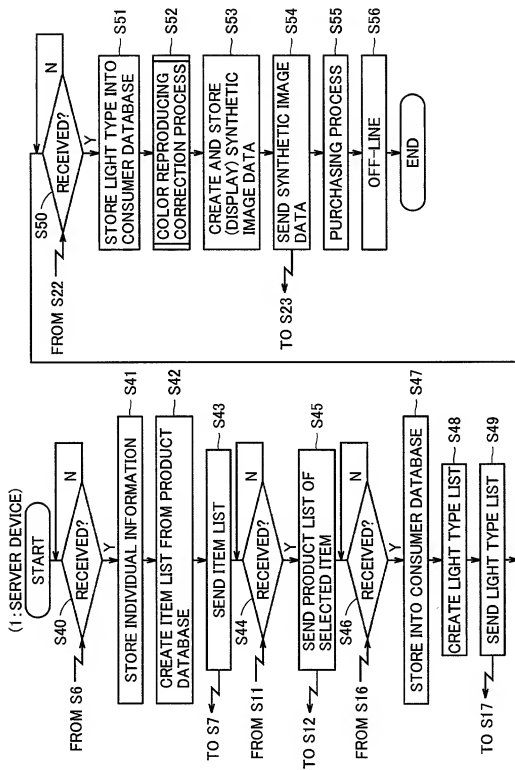 (1:SERVER DEVICE)
START
S40
RECEIVED?
N
FROM S6
Y
STORE INDIVIDUAL INFORMATION
S41
CREATE ITEM LIST FROM PRODUCT
DATABASE
S42
SEND ITEM LIST
S43
TO S7
S44
RECEIVED?
N
FROM S11
Y
SEND PRODUCT LIST OF
SELECTED ITEM
S45
TO S12
S46
RECEIVED?
N
FROM S16
Y
STORE INTO CONSUMER DATABASE
S47
CREATE LIGHT TYPE LIST
S48
SEND LIGHT TYPE LIST
S49
TO S17
S50
RECEIVED?
N
FROM S22
Y
STORE LIGHT TYPE INTO
CONSUMER DATABASE
S51
COLOR REPRODUCING
CORRECTION PROCESS
S52
CREATE AND STORE
(DISPLAY) SYNTHETIC
IMAGE DATA
S53
SEND SYNTHETIC IMAGE
DATA
S54
TO S23
PURCHASING PROCESS
S55
OFF-LINE
S56
END